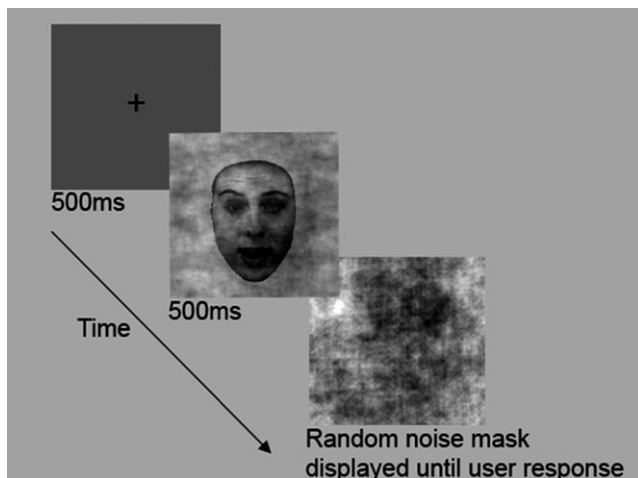 500ms
500ms
Time
Random noise mask
displayed until user response